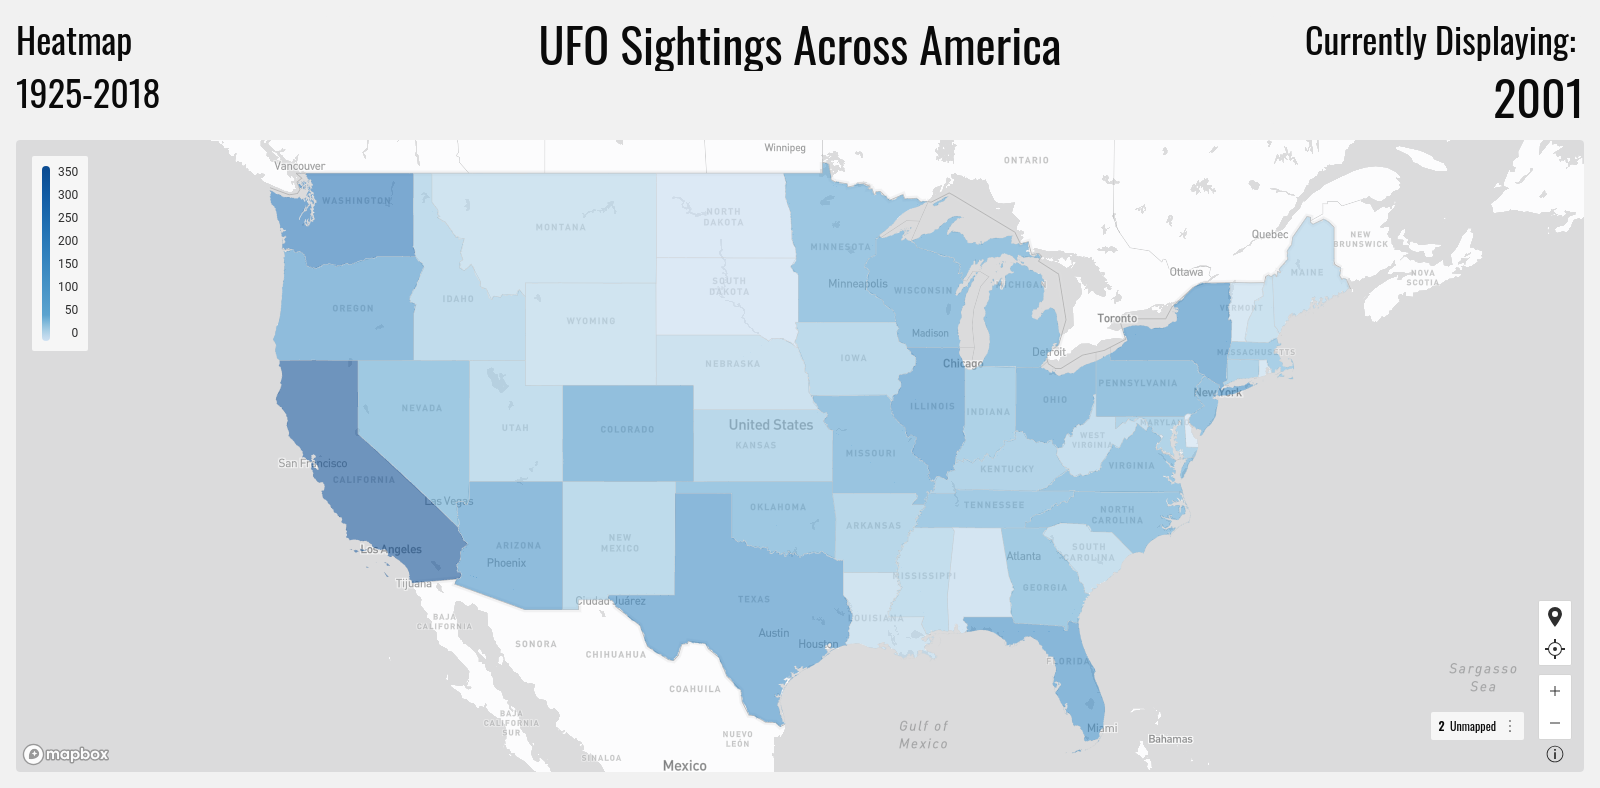 Heatmap
UFO Sightings Across America
Currently Displaying:
1925-2018
2001
350
300
250
200
150
100
50
0
Vancouver
Winnipeg
ONTARIO
WASHINGTON
MONTANA
NORTH
DAKOTA
MINNESOTA
Quebec
NEW
BRUNSWICK
MAINE
Ottawa
NOVA
SCOTIA
OREGON
IDAHO
WYOMING
SOUTH
DAKOTA
Minneapolis
WISCONSIN
MICHIGAN
VERMONT
Toronto
Madison
Detroit
MASSACHUSETTS
NEBRASKA
IOWA
Chicago
PENNSYLVANIA
New York
NEVADA
UTAH
COLORADO
United States
KANSAS
ILLINOIS
INDIANA
OHIO
MARYLAND
WEST
VIRGINIA
San Francisco
CALIFORNIA
MISSOURI
KENTUCKY
VIRGINIA
Las Vegas
OKLAHOMA
TENNESSEE
NORTH
CAROLINA
Los Angeles
ARIZONA
Phoenix
NEW
MEXICO
ARKANSAS
Atlanta
SOUTH
CAROLINA
Tijuana
MISSISSIPPI
GEORGIA
Ciudad Juárez
TEXAS
LOUISIANA
BAJA
CALIFORNIA
SONORA
CHIHUAHUA
Austin
Houston
FLORIDA
COAHUILA
Sargasso
Sea
BAJA
CALIFORNIA
SUR
NUEVO
LEÓN
Gulf of
Mexico
Miami
Bahamas
2 Unmapped
SINALOA
Mexico
mapbox